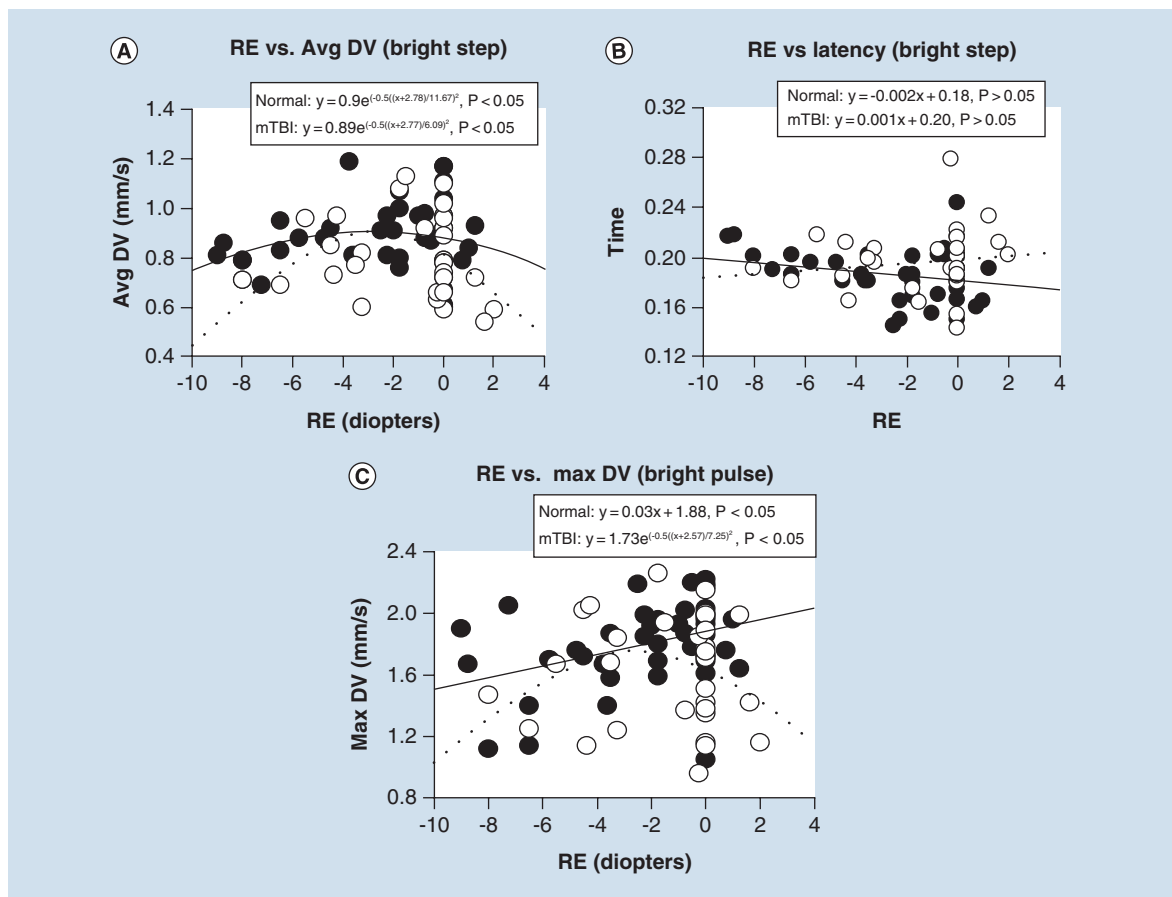 A
RE vs. Avg DV (bright step)
Normal: y = 0.9e^(-0.5((x+2.78)/11.67)², P < 0.05
mTBI: y = 0.89e^(-0.5((x+2.77)/6.09)², P < 0.05
1.4
1.2
1.0
0.8
0.6
0.4
Avg DV (mm/s)
-10 -8 -6 -4 -2 0 2 4
RE (diopters)
B
RE vs latency (bright step)
Normal: y = -0.002x + 0.18, P > 0.05
mTBI: y = 0.001x + 0.20, P > 0.05
0.32
0.28
0.24
0.20
0.16
0.12
Time
-10 -8 -6 -4 -2 0 2 4
RE
C
RE vs. max DV (bright pulse)
Normal: y = 0.03x + 1.88, P < 0.05
mTBI: y = 1.73e^(-0.5((x+2.57)/7.25)², P < 0.05
2.4
2.0
1.6
1.2
0.8
Max DV (mm/s)
-10 -8 -6 -4 -2 0 2 4
RE (diopters)